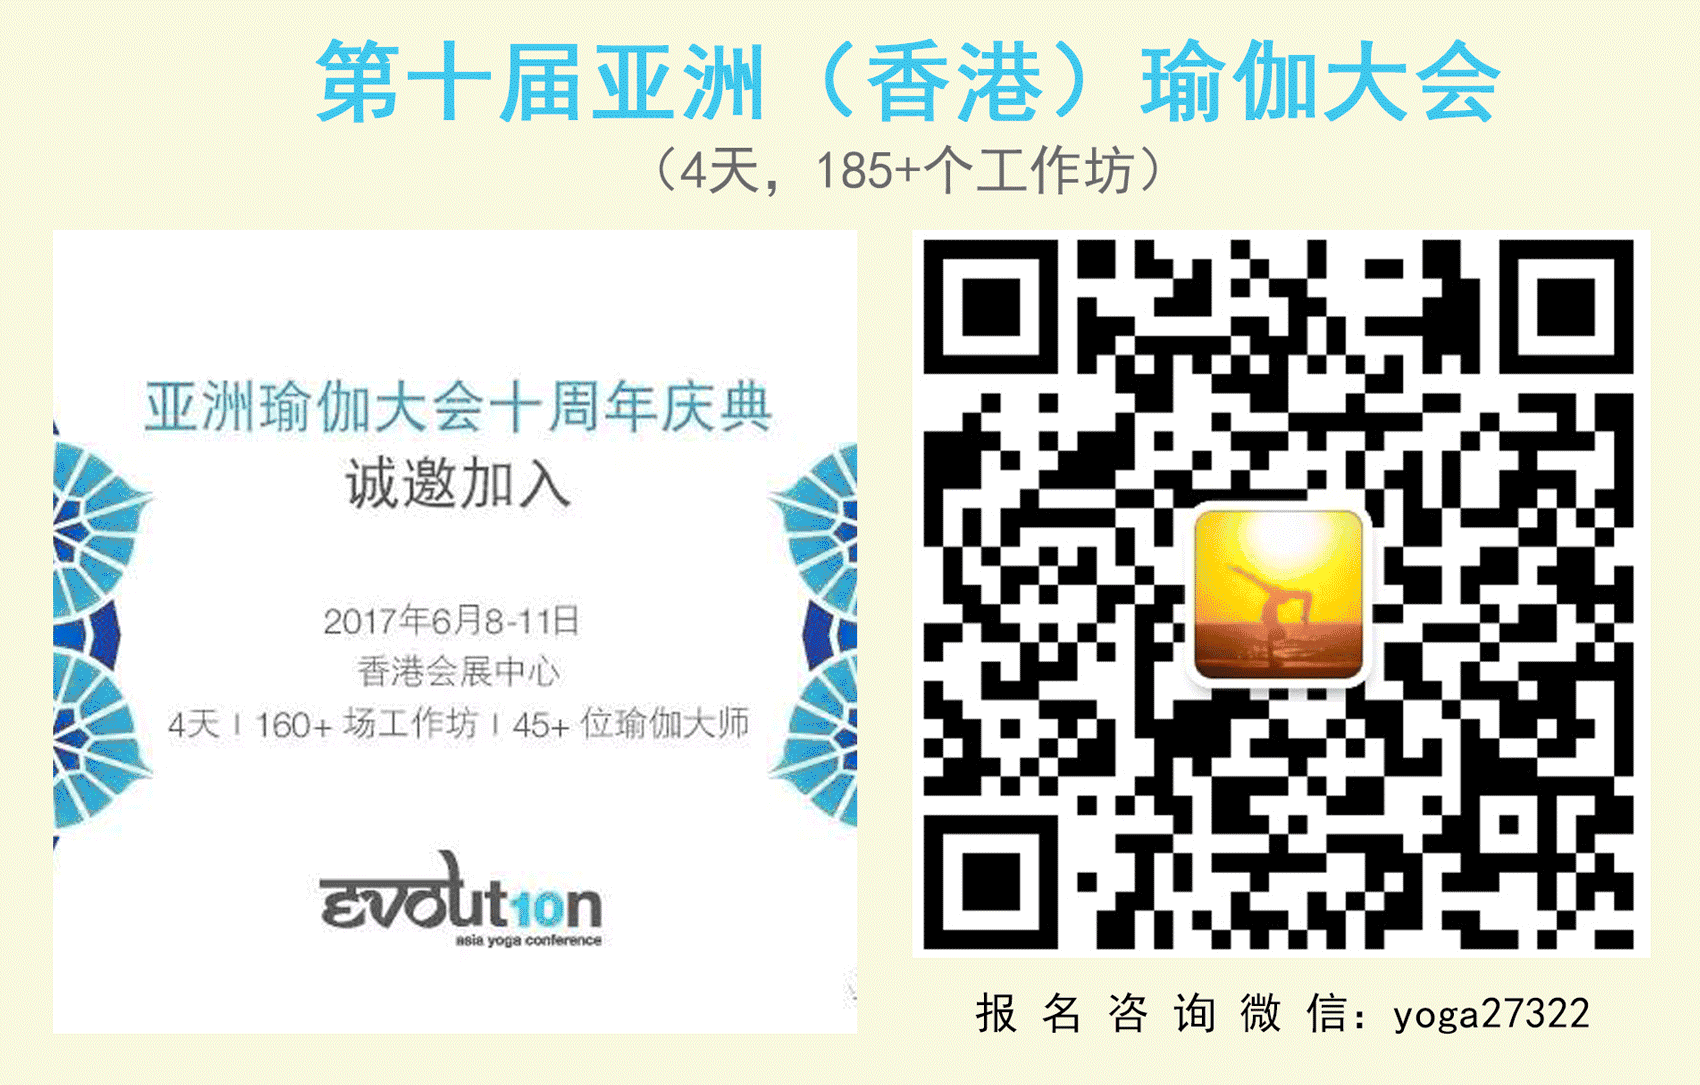 第十届亚洲（香港）瑜伽大会
（4天，185+个工作坊）
亚洲瑜伽大会十周年庆典
诚邀加入
2017年6月8-11日
香港会展中心
4天 | 160+ 场工作坊 | 45+ 位瑜伽大师
evolut10n
asia yoga conference
报 名 咨 询 微 信：yoga27322